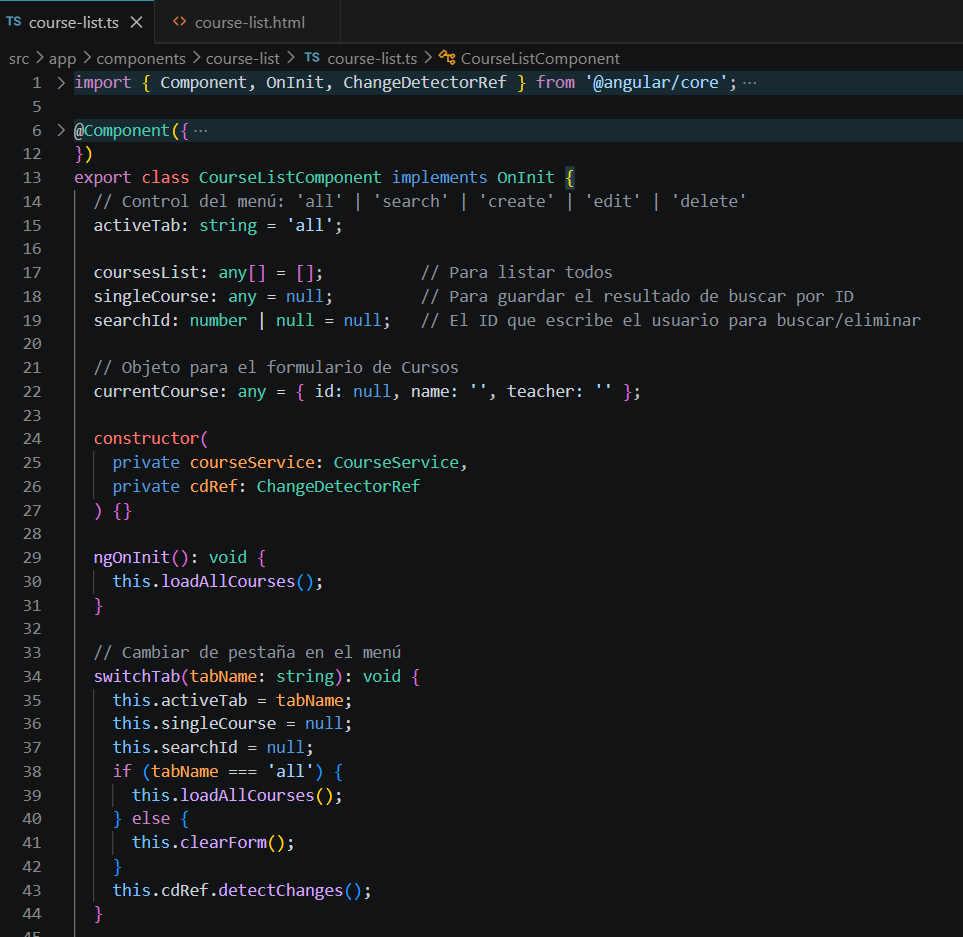 TS course-list.ts ✕ <> course-list.html
src > app > components > course-list > TS course-list.ts > CourseListComponent
1 > import { Component, OnInit, ChangeDetectorRef } from '@angular/core'; ···
5
6 > @Component({ ···
12 })
13 export class CourseListComponent implements OnInit {
14 // Control del menú: 'all' | 'search' | 'create' | 'edit' | 'delete'
15 activeTab: string = 'all';
16
17 coursesList: any[] = []; // Para listar todos
18 singleCourse: any = null; // Para guardar el resultado de buscar por ID
19 searchId: number | null = null; // El ID que escribe el usuario para buscar/eliminar
20
21 // Objeto para el formulario de Cursos
22 currentCourse: any = { id: null, name: '', teacher: '' };
23
24 constructor(
25 private courseService: CourseService,
26 private cdRef: ChangeDetectorRef
27 ) {}
28
29 ngOnInit(): void {
30 this.loadAllCourses();
31 }
32
33 // Cambiar de pestaña en el menú
34 switchTab(tabName: string): void {
35 this.activeTab = tabName;
36 this.singleCourse = null;
37 this.searchId = null;
38 if (tabName === 'all') {
39 this.loadAllCourses();
40 } else {
41 this.clearForm();
42 }
43 this.cdRef.detectChanges();
44 }
45